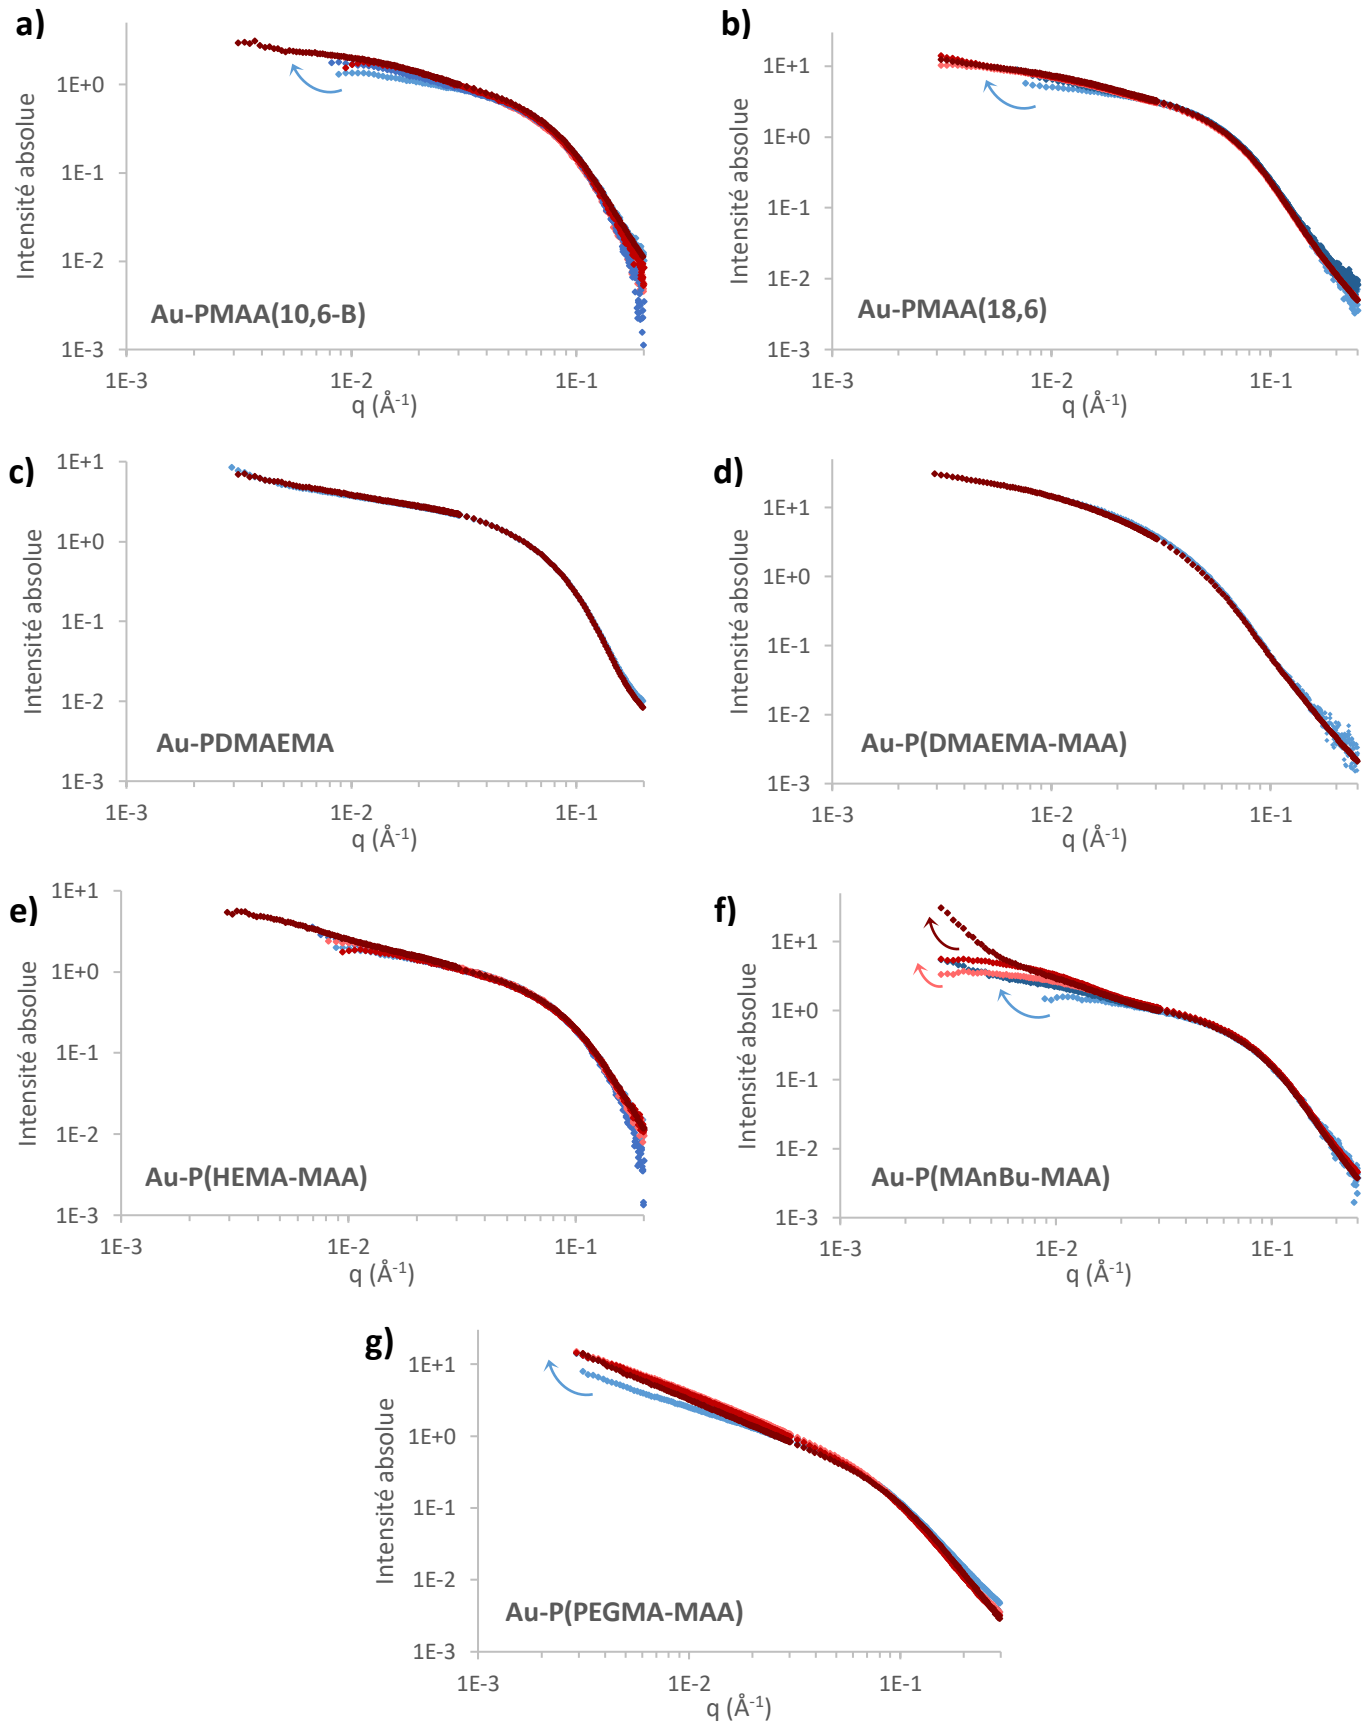 a)
Intensité absolue
1E+0
1E-1
1E-2
1E-3
Au-PMAA(10,6-B)
1E-3 1E-2 1E-1
q (Å⁻¹)
b)
Intensité absolue
1E+1
1E+0
1E-1
1E-2
1E-3
Au-PMAA(18,6)
1E-3 1E-2 1E-1
q (Å⁻¹)
c)
Intensité absolue
1E+1
1E+0
1E-1
1E-2
1E-3
Au-PDMAEMA
1E-3 1E-2 1E-1
q (Å⁻¹)
d)
Intensité absolue
1E+1
1E+0
1E-1
1E-2
1E-3
Au-P(DMAEMA-MAA)
1E-3 1E-2 1E-1
q (Å⁻¹)
e)
Intensité absolue
1E+1
1E+0
1E-1
1E-2
1E-3
Au-P(HEMA-MAA)
1E-3 1E-2 1E-1
q (Å⁻¹)
f)
Intensité absolue
1E+1
1E+0
1E-1
1E-2
1E-3
Au-P(MAnBu-MAA)
1E-3 1E-2 1E-1
q (Å⁻¹)
g)
Intensité absolue
1E+1
1E+0
1E-1
1E-2
1E-3
Au-P(PEGMA-MAA)
1E-3 1E-2 1E-1
q (Å⁻¹)